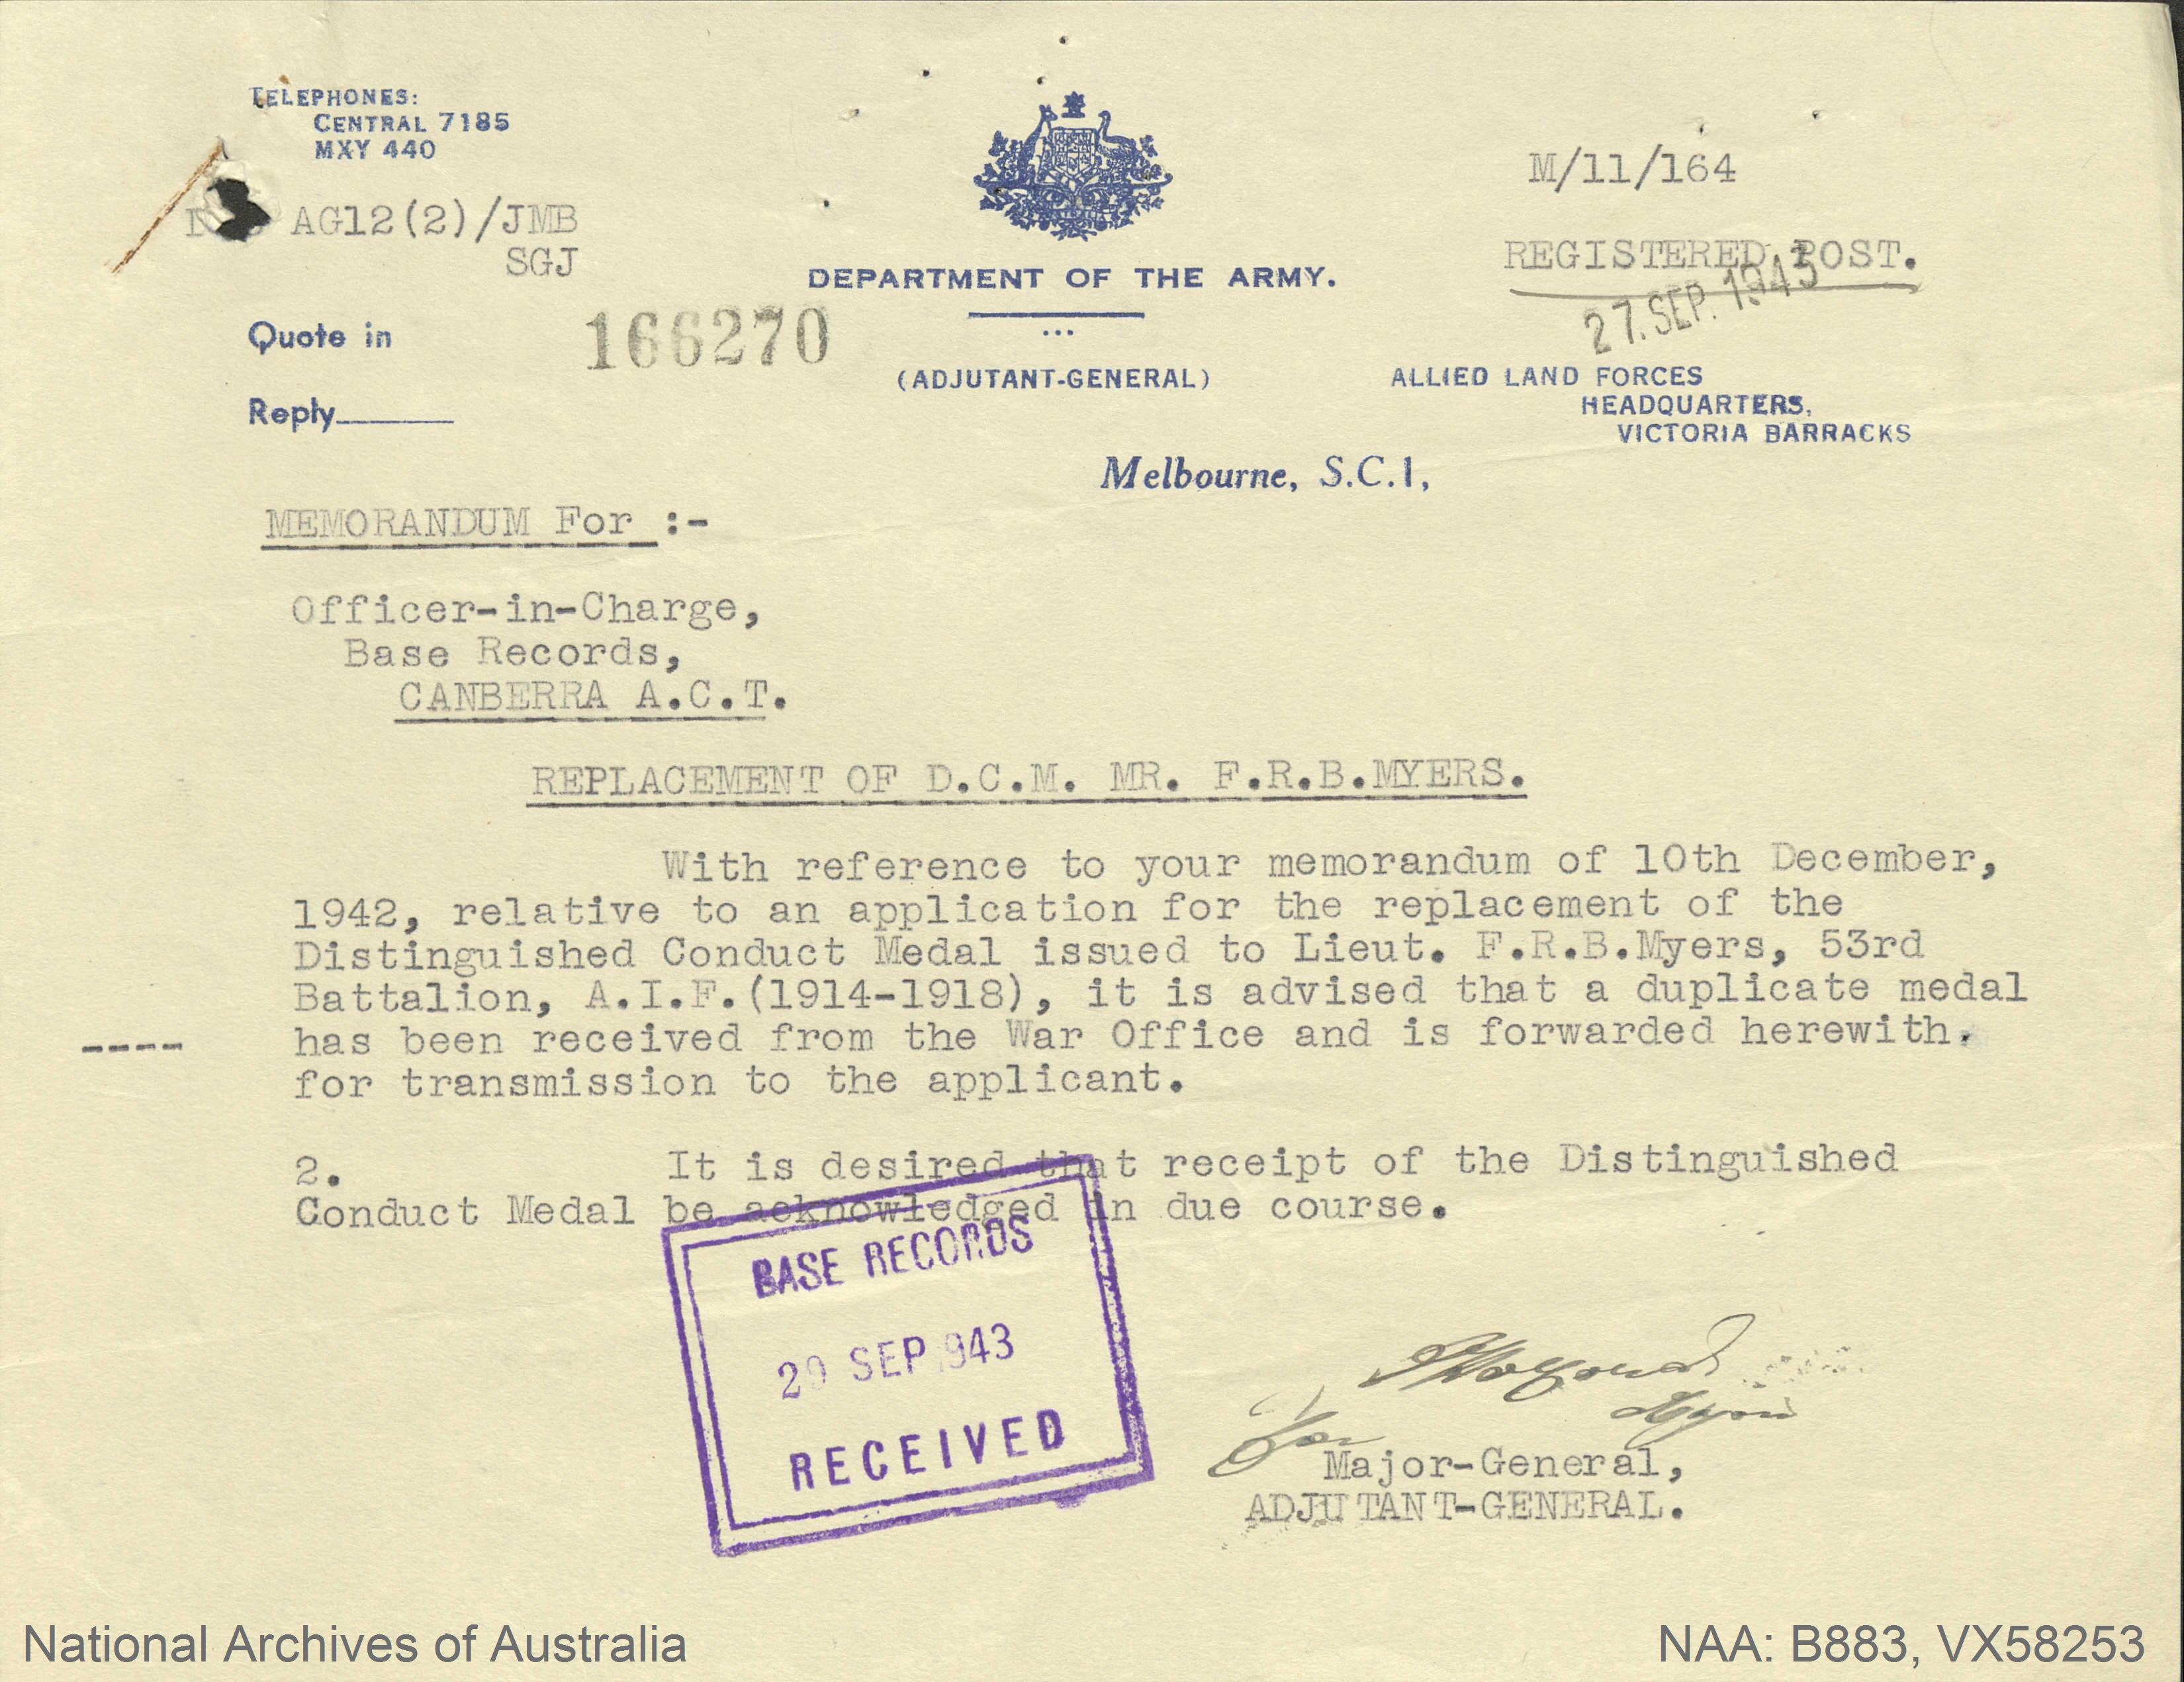 TELEPHONES:
CENTRAL 7185
MXY 440
M/11/164
AG12(2)/JMB
SGJ
REGISTERED POST.
27. SEP. 1943
DEPARTMENT OF THE ARMY.
...
(ADJUTANT-GENERAL)
Quote in
166270
Reply
ALLIED LAND FORCES
HEADQUARTERS,
VICTORIA BARRACKS
Melbourne, S.C.1,
MEMORANDUM For :-
Officer-in-Charge,
Base Records,
CANBERRA A.C.T.
REPLACEMENT OF D.C.M. MR. F.R.B.MYERS.
With reference to your memorandum of 10th December,
1942, relative to an application for the replacement of the
Distinguished Conduct Medal issued to Lieut. F.R.B.Myers, 53rd
Battalion, A.I.F.(1914-1918), it is advised that a duplicate medal
---- has been received from the War Office and is forwarded herewith.
for transmission to the applicant.
2. It is desired that receipt of the Distinguished
Conduct Medal be acknowledged in due course.
BASE RECORDS
29 SEP 943
RECEIVED
for
Major-General,
ADJUTANT-GENERAL.
National Archives of Australia
NAA: B883, VX58253